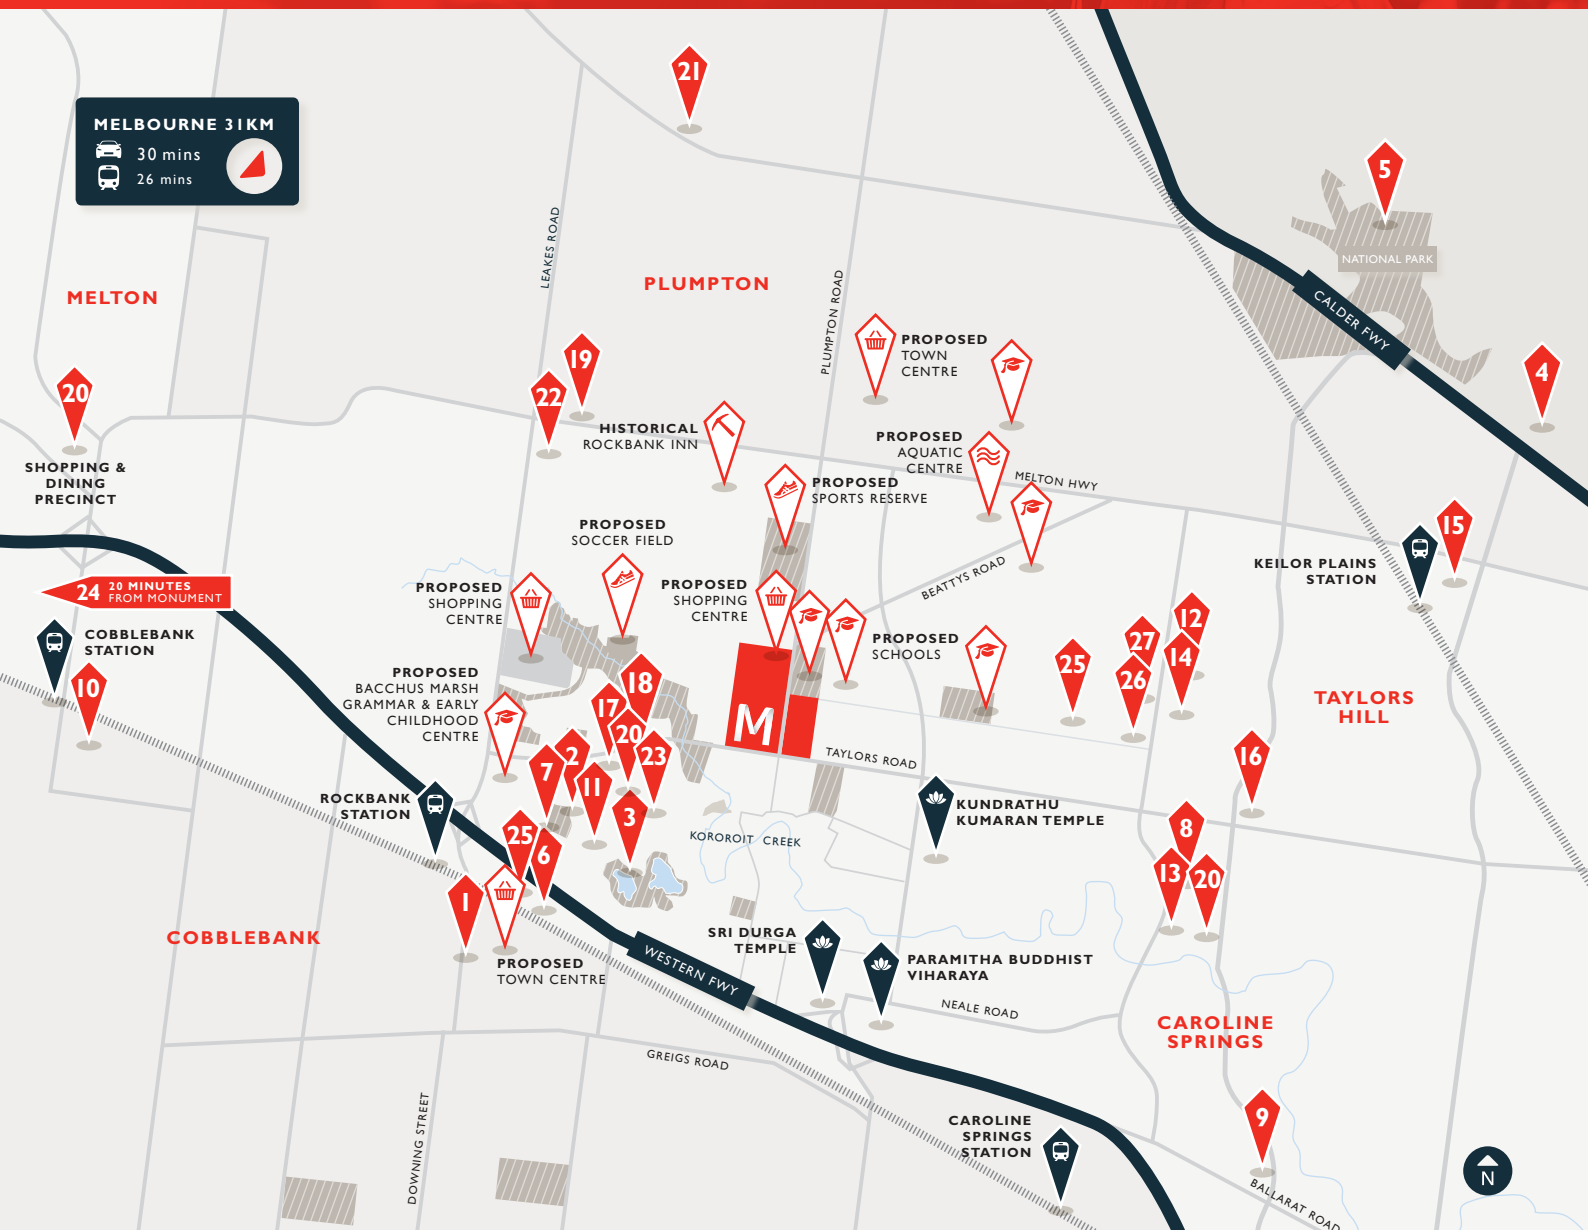 21
MELBOURNE 31KM
30 mins
26 mins
5
NATIONAL PARK
LEAKES ROAD
PLUMPTON
MELTON
PLUMPTON ROAD
CALDER FWY
PROPOSED
TOWN
CENTRE
19
22
20
4
HISTORICAL
ROCKBANK INN
PROPOSED
AQUATIC
CENTRE
MELTON HWY
SHOPPING &
DINING
PRECINCT
PROPOSED
SPORTS RESERVE
PROPOSED
SOCCER FIELD
15
KEILOR PLAINS
STATION
BEATTYS ROAD
24
20 MINUTES
FROM MONUMENT
PROPOSED
SHOPPING
CENTRE
PROPOSED
SHOPPING
CENTRE
COBBLEBANK
STATION
10
PROPOSED
SCHOOLS
12
27
14
25
26
PROPOSED
BACCHUS MARSH
GRAMMAR & EARLY
CHILDHOOD
CENTRE
18
17
20
23
2
7
11
3
M
TAYLORS ROAD
TAYLORS
HILL
16
ROCKBANK
STATION
25
6
1
KOROROIT CREEK
KUNDRATHU
KUMARAN TEMPLE
8
13
20
COBBLEBANK
PROPOSED
TOWN CENTRE
WESTERN FWY
SRI DURGA
TEMPLE
PARAMITHA BUDDHIST
VIHARAYA
NEALE ROAD
CAROLINE
SPRINGS
GREIGS ROAD
DOWNING STREET
CAROLINE
SPRINGS
STATION
9
BALLARAT ROAD
N